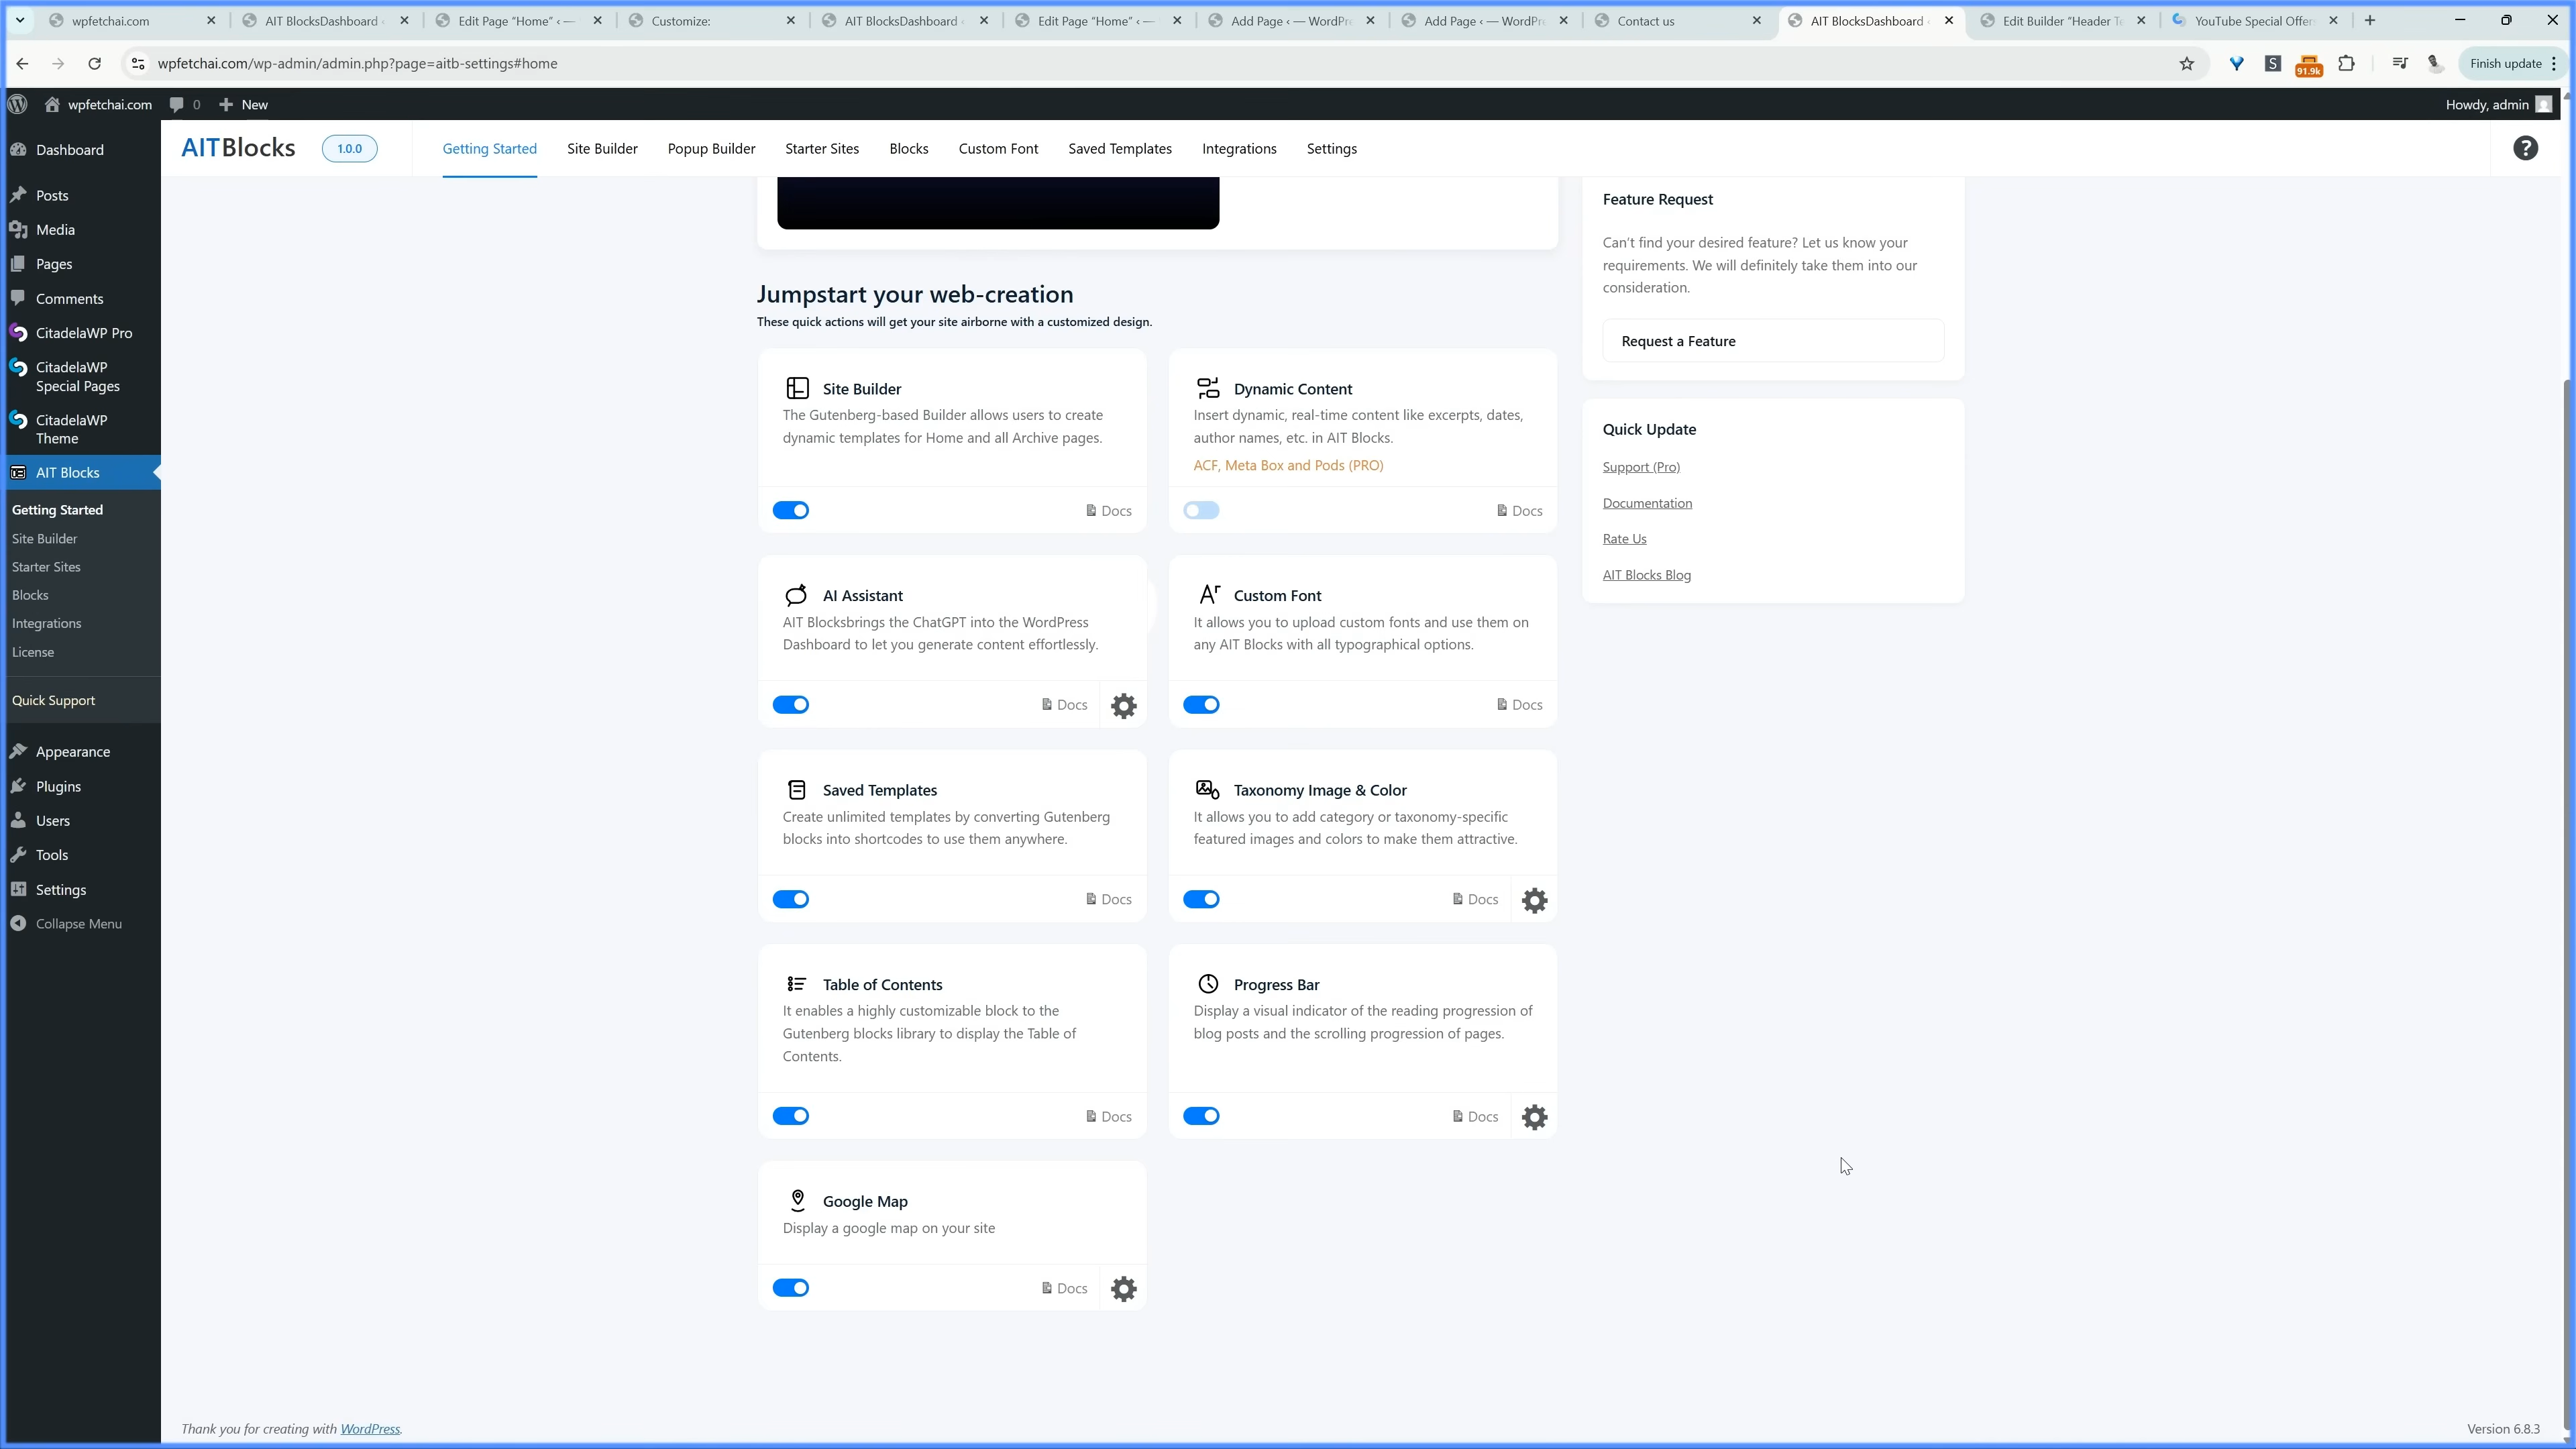 wpfetchai.com
AIT BlocksDashboard ‹
Edit Page “Home” ‹ —
Customize:
AIT BlocksDashboard ‹
Edit Page “Home” ‹ —
Add Page ‹ — WordPre
Add Page ‹ — WordPre
Contact us
AIT BlocksDashboard ‹
Edit Builder “Header Te
YouTube Special Offer
wpfetchai.com/wp-admin/admin.php?page=aitb-settings#home
S
91.9k
Finish update
wpfetchai.com
0
New
Howdy, admin
Dashboard
Posts
Media
Pages
Comments
CitadelaWP Pro
CitadelaWP
Special Pages
CitadelaWP
Theme
AIT Blocks
Getting Started
Site Builder
Starter Sites
Blocks
Integrations
License
Quick Support
Appearance
Plugins
Users
Tools
Settings
Collapse Menu
AITBlocks
1.0.0
Getting Started
Site Builder
Popup Builder
Starter Sites
Blocks
Custom Font
Saved Templates
Integrations
Settings
?
Jumpstart your web-creation
These quick actions will get your site airborne with a customized design.
Site Builder
The Gutenberg-based Builder allows users to create
dynamic templates for Home and all Archive pages.
Docs
Dynamic Content
Insert dynamic, real-time content like excerpts, dates,
author names, etc. in AIT Blocks.
ACF, Meta Box and Pods (PRO)
Docs
AI Assistant
AIT Blocksbrings the ChatGPT into the WordPress
Dashboard to let you generate content effortlessly.
Docs
Custom Font
It allows you to upload custom fonts and use them on
any AIT Blocks with all typographical options.
Docs
Saved Templates
Create unlimited templates by converting Gutenberg
blocks into shortcodes to use them anywhere.
Docs
Taxonomy Image & Color
It allows you to add category or taxonomy-specific
featured images and colors to make them attractive.
Docs
Table of Contents
It enables a highly customizable block to the
Gutenberg blocks library to display the Table of
Contents.
Docs
Progress Bar
Display a visual indicator of the reading progression of
blog posts and the scrolling progression of pages.
Docs
Google Map
Display a google map on your site
Docs
Feature Request
Can't find your desired feature? Let us know your
requirements. We will definitely take them into our
consideration.
Request a Feature
Quick Update
Support (Pro)
Documentation
Rate Us
AIT Blocks Blog
Thank you for creating with WordPress.
Version 6.8.3